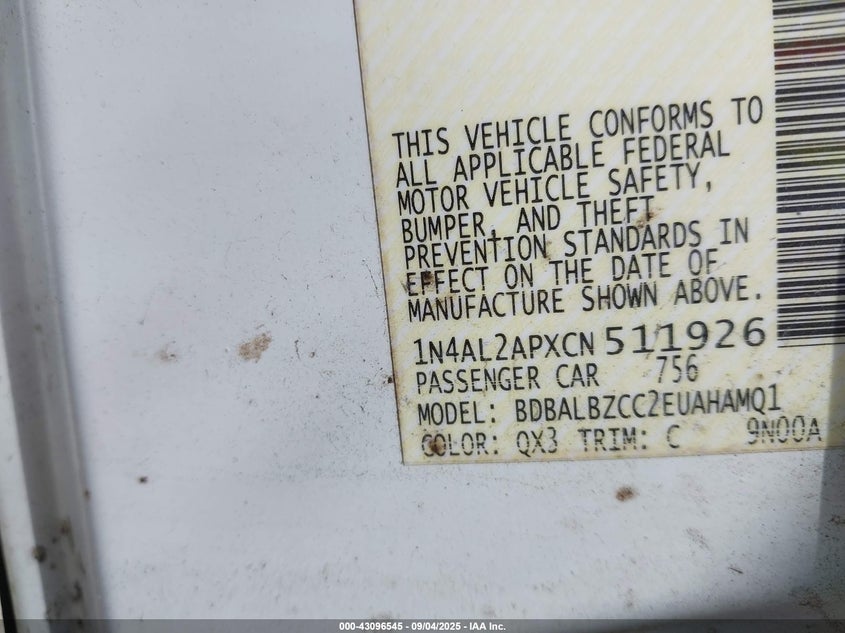 THIS VEHICLE CONFORMS TO
ALL APPLICABLE FEDERAL
MOTOR VEHICLE SAFETY,
BUMPER, AND THEFT
PREVENTION STANDARDS IN
EFFECT ON THE DATE OF
MANUFACTURE SHOWN ABOVE.
1N4AL2APXCN 511926
PASSENGER CAR 756
MODEL: BDBALBZCC2EUAHAMQ1
COLOR: QX3 TRIM: C 9N00A
000-43096545 - 09/04/2025 - IAA Inc.